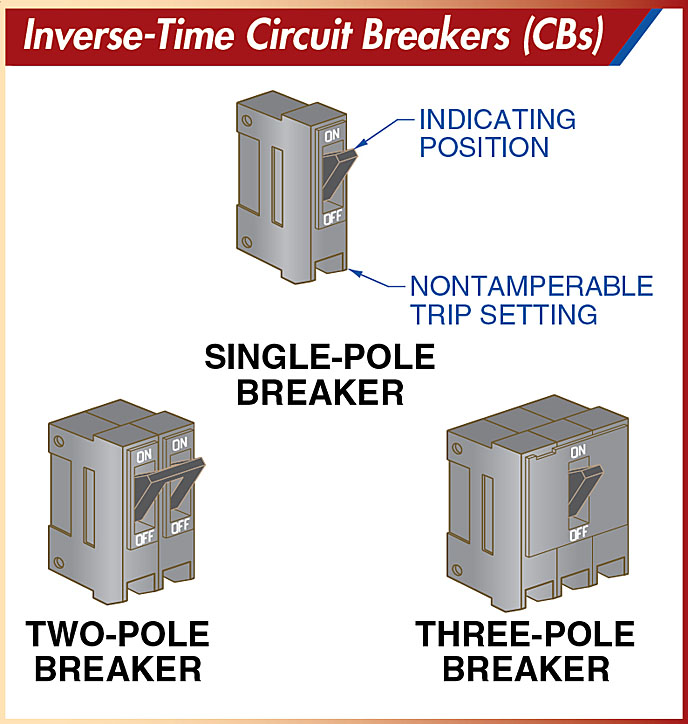 Inverse-Time Circuit Breakers (CBs)
ON
OFF
INDICATING
POSITION
NONTAMPERABLE
TRIP SETTING
SINGLE-POLE
BREAKER
ON
ON
OFF
OFF
TWO-POLE
BREAKER
ON
OFF
THREE-POLE
BREAKER